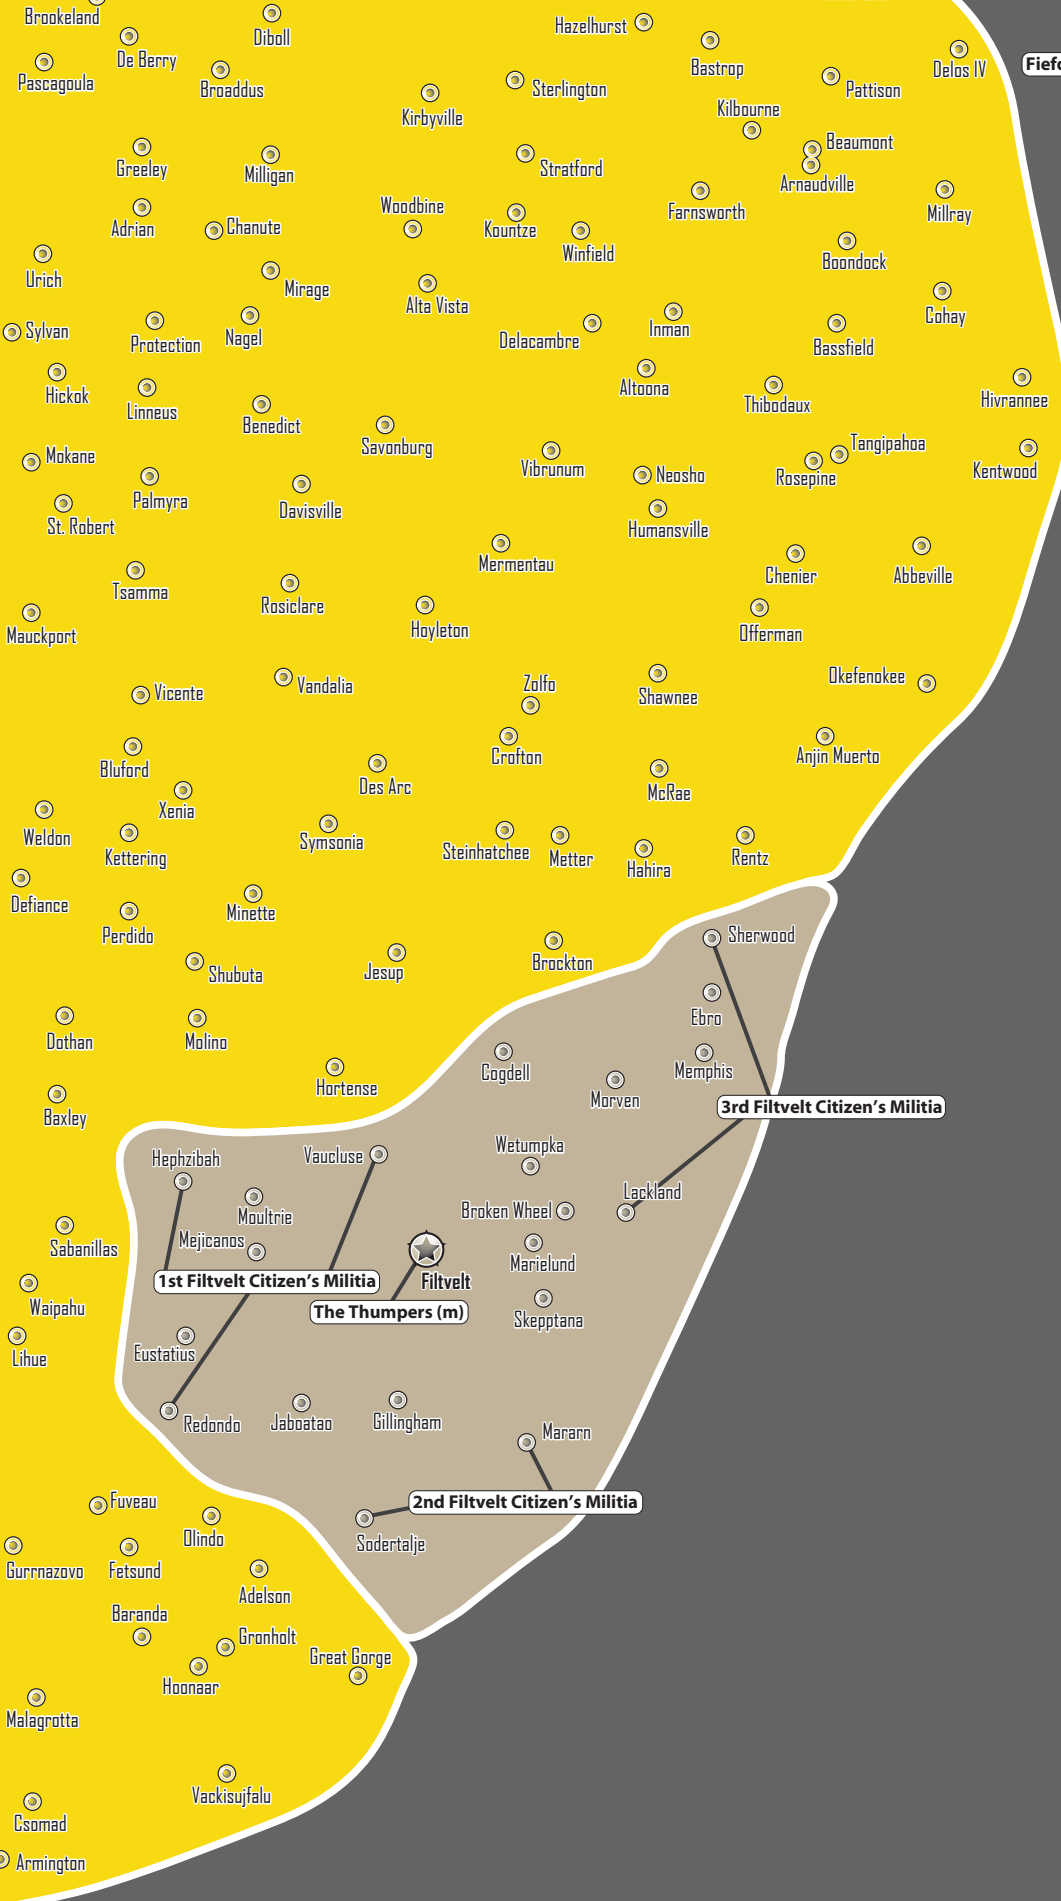 Brookeland
Diboll
Hazelhurst
De Berry
Bastrop
Delos IV
Fiefd
Pascagoula
Broaddus
Sterlington
Pattison
Kirbyville
Kilbourne
Beaumont
Greeley
Milligan
Stratford
Arnaudville
Woodbine
Farnsworth
Millray
Adrian
Chanute
Kountze
Winfield
Boondock
Urich
Mirage
Alta Vista
Cohay
Sylvan
Protection
Nagel
Delacambre
Inman
Bassfield
Hickok
Linneus
Altoona
Thibodaux
Hivrannee
Benedict
Savonburg
Tangipahoa
Mokane
Vibrunum
Neosho
Rosepine
Kentwood
Palmyra
Davisville
St. Robert
Humansville
Mermentau
Chenier
Abbeville
Tsamma
Rosiclare
Mauckport
Hoyleton
Offerman
Okefenokee
Vicente
Vandalia
Zolfo
Shawnee
Bluford
Crofton
Anjin Muerto
Des Arc
McRae
Xenia
Weldon
Kettering
Symsonia
Steinhatchee
Metter
Hahira
Rentz
Defiance
Minette
Perdido
Sherwood
Shubuta
Jesup
Brockton
Ebro
Dothan
Molino
Cogdell
Memphis
Hortense
Morven
3rd Filtvelt Citizen's Militia
Baxley
Hephzibah
Vaucluse
Wetumpka
Lackland
Moultrie
Broken Wheel
Mejicanos
Sabanillas
Marielund
1st Filtvelt Citizen's Militia
Filtvelt
Waipahu
The Thumpers (m)
Skepptana
Lihue
Eustatius
Redondo
Jaboatao
Gillingham
Mararn
Fuveau
2nd Filtvelt Citizen's Militia
Olindo
Sodertalje
Gurrnazovo
Fetsund
Adelson
Baranda
Gronholt
Great Gorge
Hoonaar
Malagrotta
Vackisujfalu
Csomad
Armington